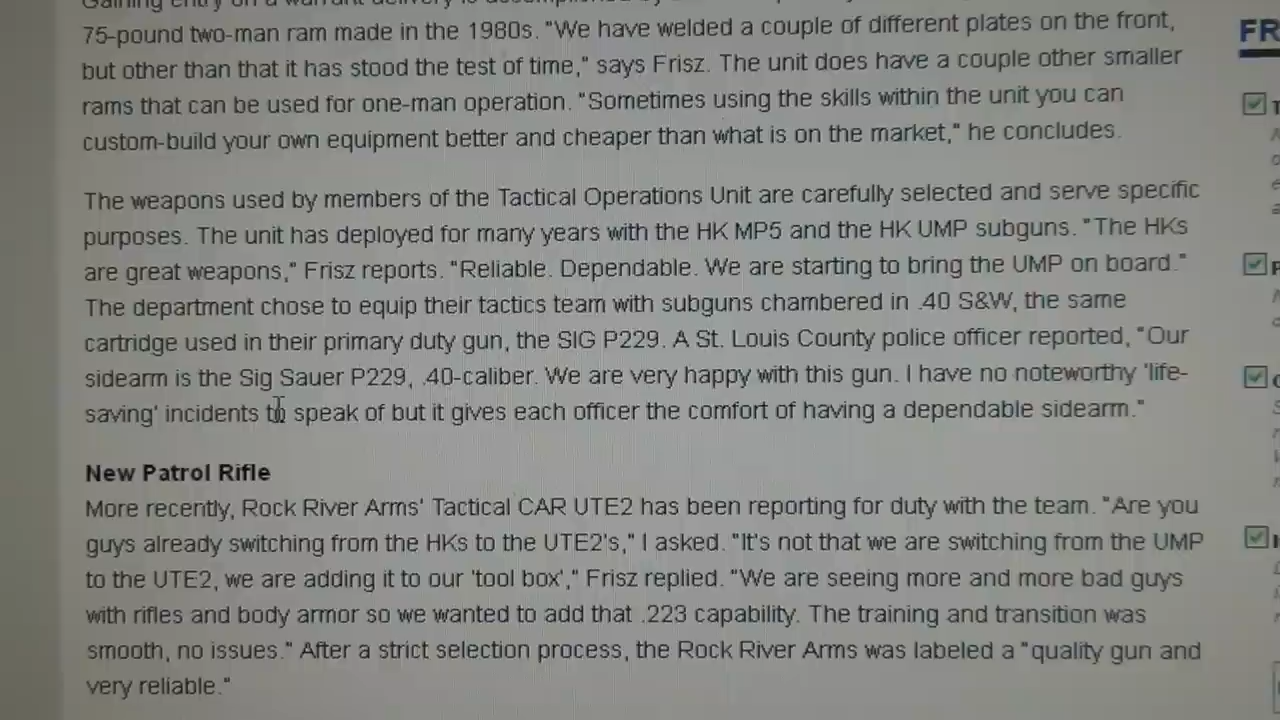 Gaining entry on a warrant delivery is accomplished by
75-pound two-man ram made in the 1980s. "We have welded a couple of different plates on the front,
but other than that it has stood the test of time," says Frisz. The unit does have a couple other smaller
rams that can be used for one-man operation. "Sometimes using the skills within the unit you can
custom-build your own equipment better and cheaper than what is on the market," he concludes.
The weapons used by members of the Tactical Operations Unit are carefully selected and serve specific
purposes. The unit has deployed for many years with the HK MP5 and the HK UMP subguns. "The HKs
are great weapons," Frisz reports. "Reliable. Dependable. We are starting to bring the UMP on board."
The department chose to equip their tactics team with subguns chambered in .40 S&W, the same
cartridge used in their primary duty gun, the SIG P229. A St. Louis County police officer reported, "Our
sidearm is the Sig Sauer P229, .40-caliber. We are very happy with this gun. I have no noteworthy 'life-
saving' incidents to speak of but it gives each officer the comfort of having a dependable sidearm."
New Patrol Rifle
More recently, Rock River Arms' Tactical CAR UTE2 has been reporting for duty with the team. "Are you
guys already switching from the HKs to the UTE2's," I asked. "It's not that we are switching from the UMP
to the UTE2, we are adding it to our 'tool box'," Frisz replied. "We are seeing more and more bad guys
with rifles and body armor so we wanted to add that .223 capability. The training and transition was
smooth, no issues." After a strict selection process, the Rock River Arms was labeled a "quality gun and
very reliable."
FR